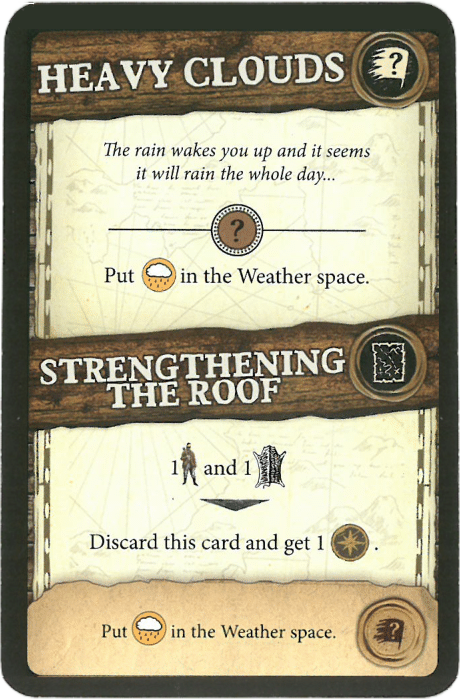 HEAVY CLOUDS
?
The rain wakes you up and it seems
it will rain the whole day...
?
Put in the Weather space.
STRENGTHENING
THE ROOF
1 and 1
Discard this card and get 1 .
Put in the Weather space.
?